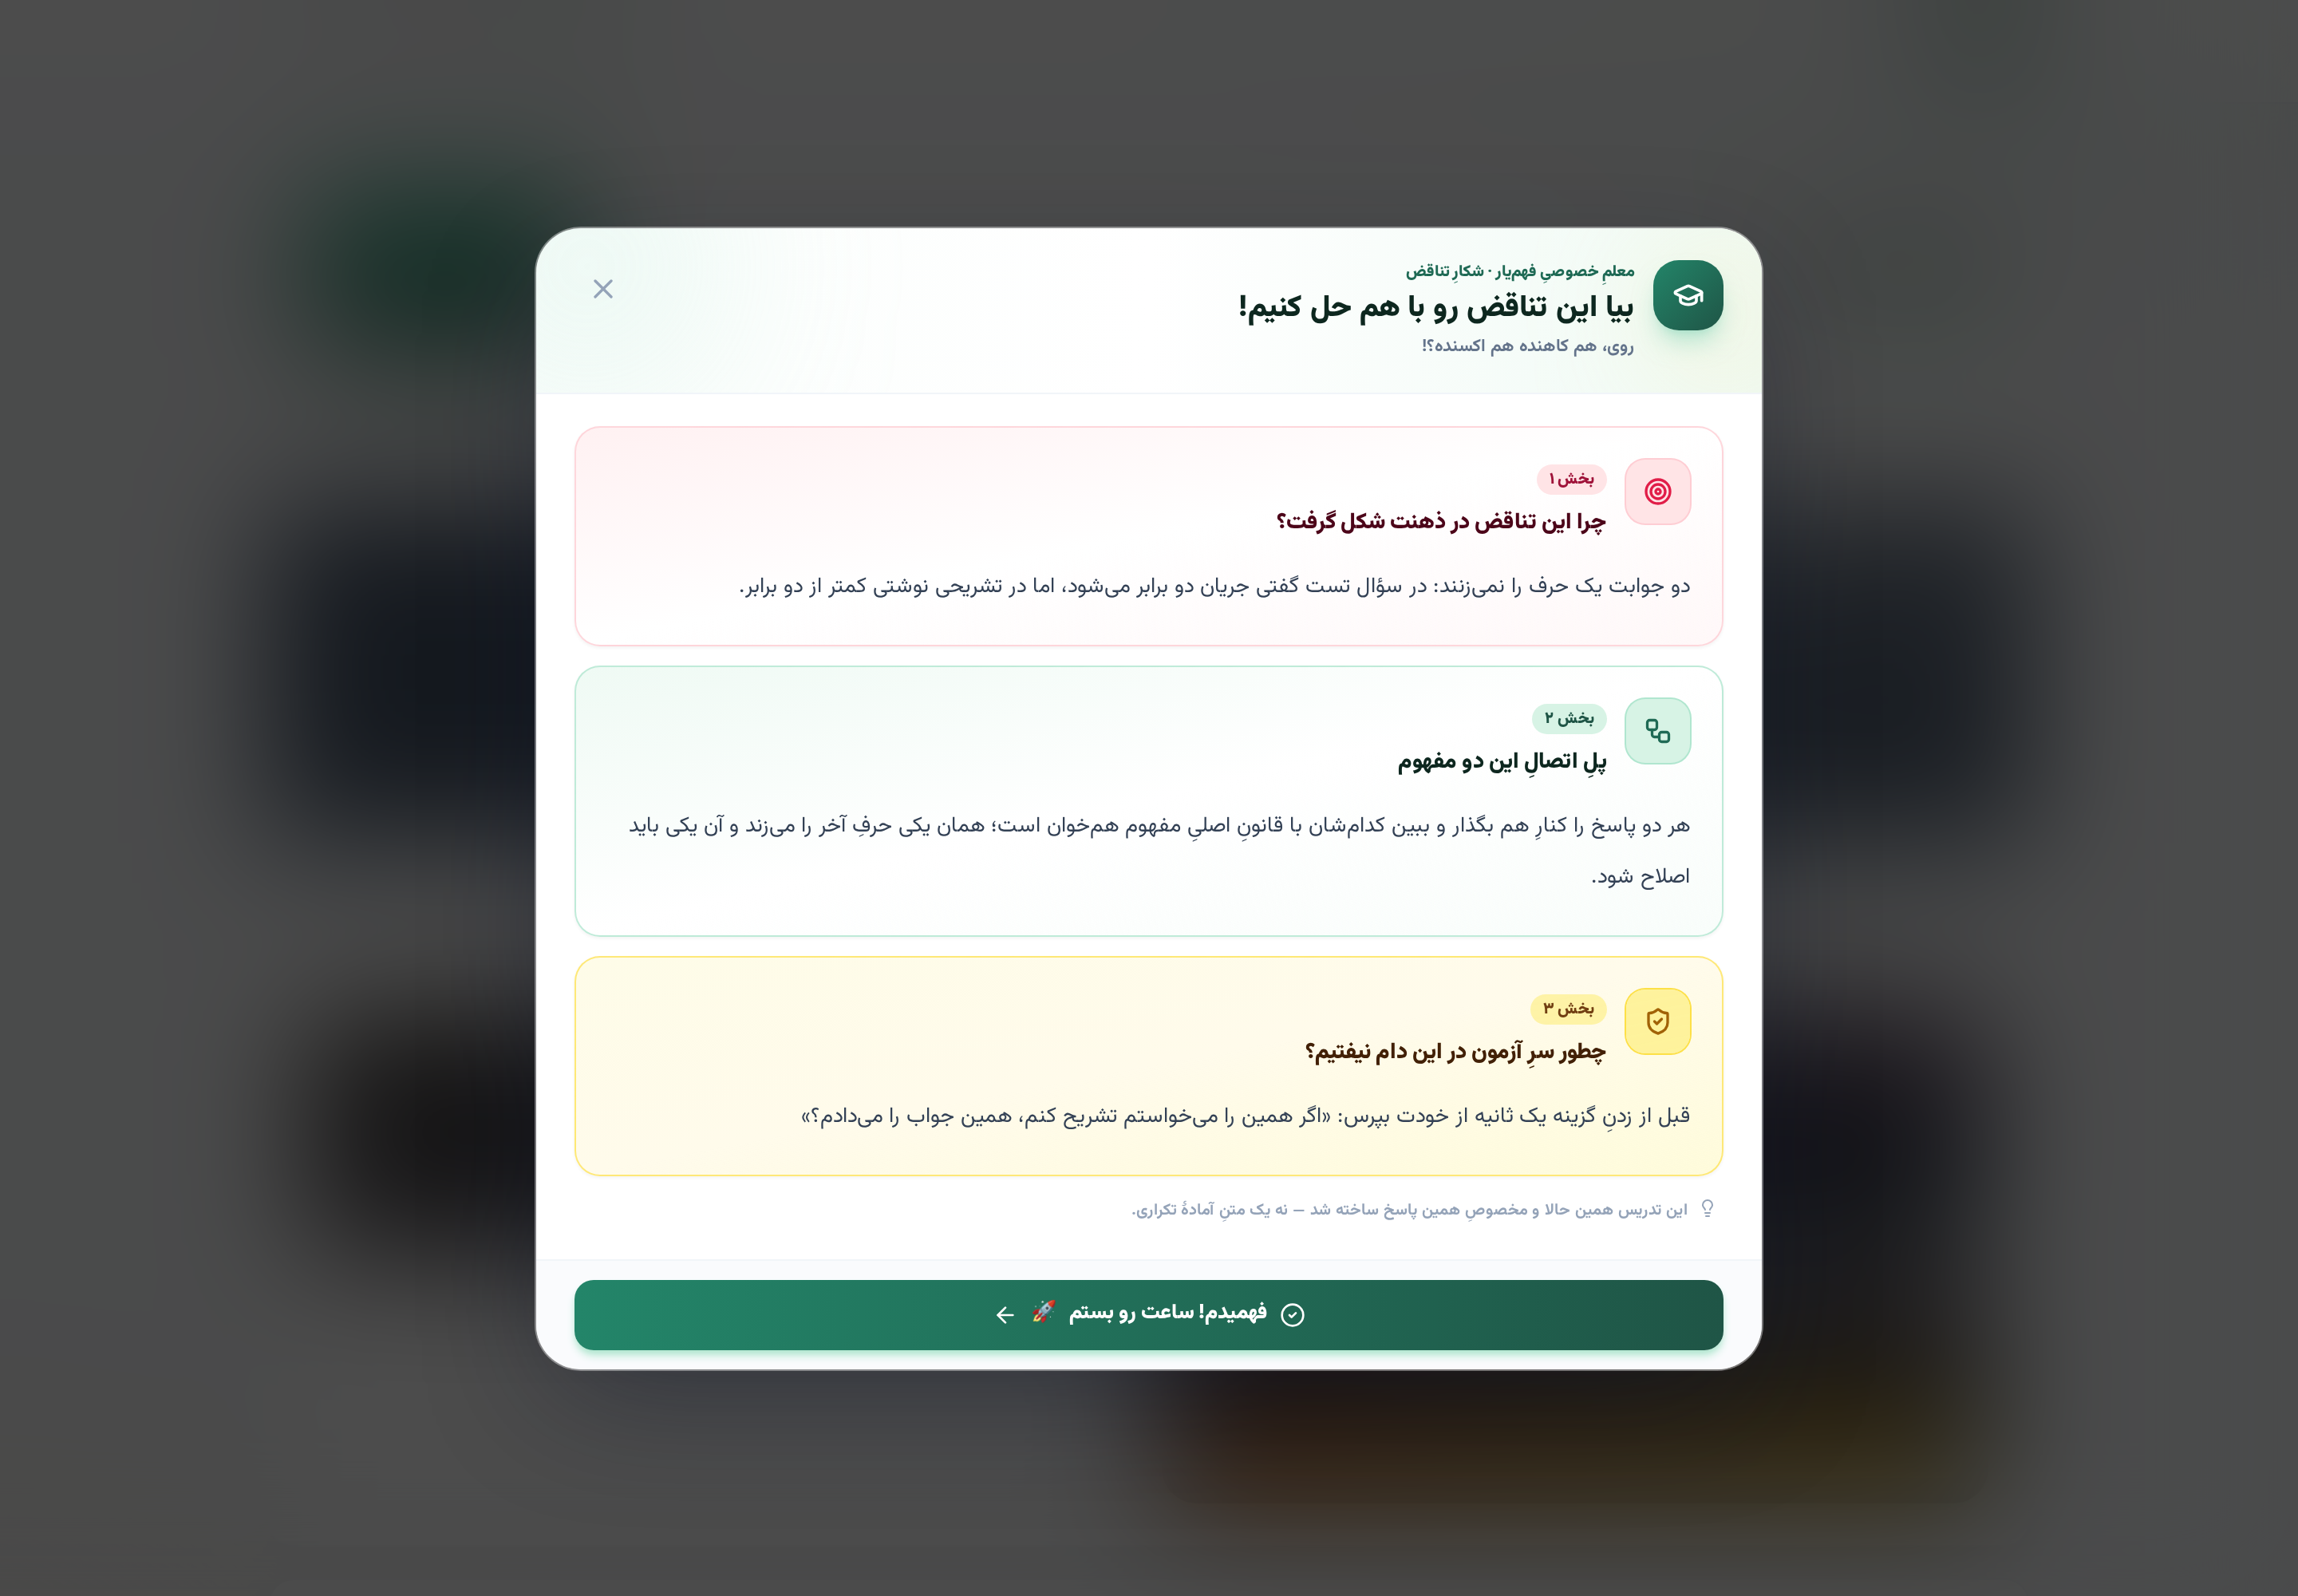 معلمِ خصوصیِ فهم‌یار · شکارِ تناقض
بیا این تناقض رو با هم حل کنیم!
روی، هم کاهنده هم اکسنده؟!
بخش ۱
چرا این تناقض در ذهنت شکل گرفت؟
دو جوابت یک حرف را نمی‌زنند: در سؤال تست گفتی جریان دو برابر می‌شود، اما در تشریحی نوشتی کمتر از دو برابر.
بخش ۲
پلِ اتصالِ این دو مفهوم
هر دو پاسخ را کنارِ هم بگذار و ببین کدام‌شان با قانونِ اصلیِ مفهوم هم‌خوان است؛ همان یکی حرفِ آخر را می‌زند و آن یکی باید
اصلاح شود.
بخش ۳
چطور سرِ آزمون در این دام نیفتیم؟
قبل از زدنِ گزینه یک ثانیه از خودت بپرس: «اگر همین را می‌خواستم تشریح کنم، همین جواب را می‌دادم؟»
این تدریس همین حالا و مخصوصِ همین پاسخ ساخته شد — نه یک متنِ آمادهٔ تکراری.
فهمیدم! ساعت رو بستم 🚀